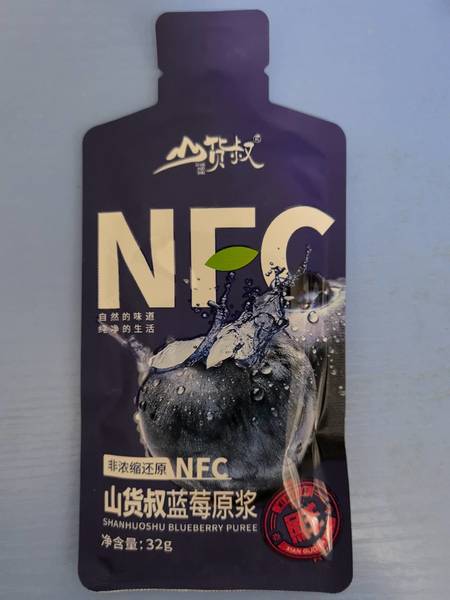 山货叔
NFC
自然的味道
纯净的生活
非浓缩还原 NFC
山货叔蓝莓原浆
SHANHUOSHU BLUEBERRY PUREE
净含量:32g